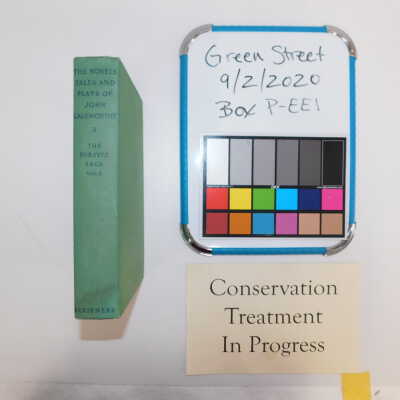 THE NOVELS
TALES AND
PLAYS OF
JOHN
GALSWORTHY
THE
FORSYTE
SAGA
SCRIBNERS
Green Street
9/2/2020
Box P-EE1
Conservation
Treatment
In Progress